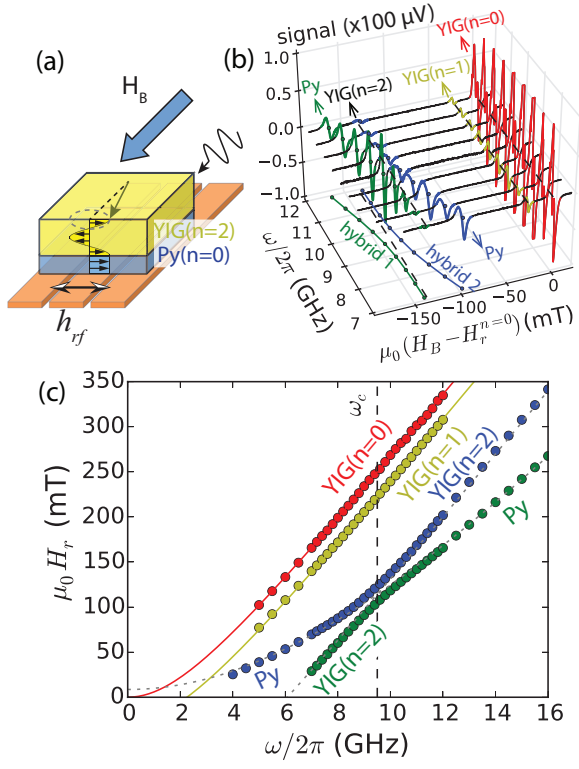 (a)
H_B
YIG(n=2)
Py(n=0)
h_rf
(b)
signal (x100 μV)
1.0
0.5
0.0
−0.5
−1.0
Py
YIG(n=2)
YIG(n=1)
YIG(n=0)
hybrid 1
hybrid 2
Py
12
11
10
9
8
7
ω/2π (GHz)
−150
−100
−50
0
μ₀(H_B − H_r^{n=0}) (mT)
(c)
350
300
250
200
150
100
50
0
μ₀ H_r (mT)
ω_c
YIG(n=0)
YIG(n=1)
YIG(n=2)
Py
Py
YIG(n=2)
0
2
4
6
8
10
12
14
16
ω/2π (GHz)